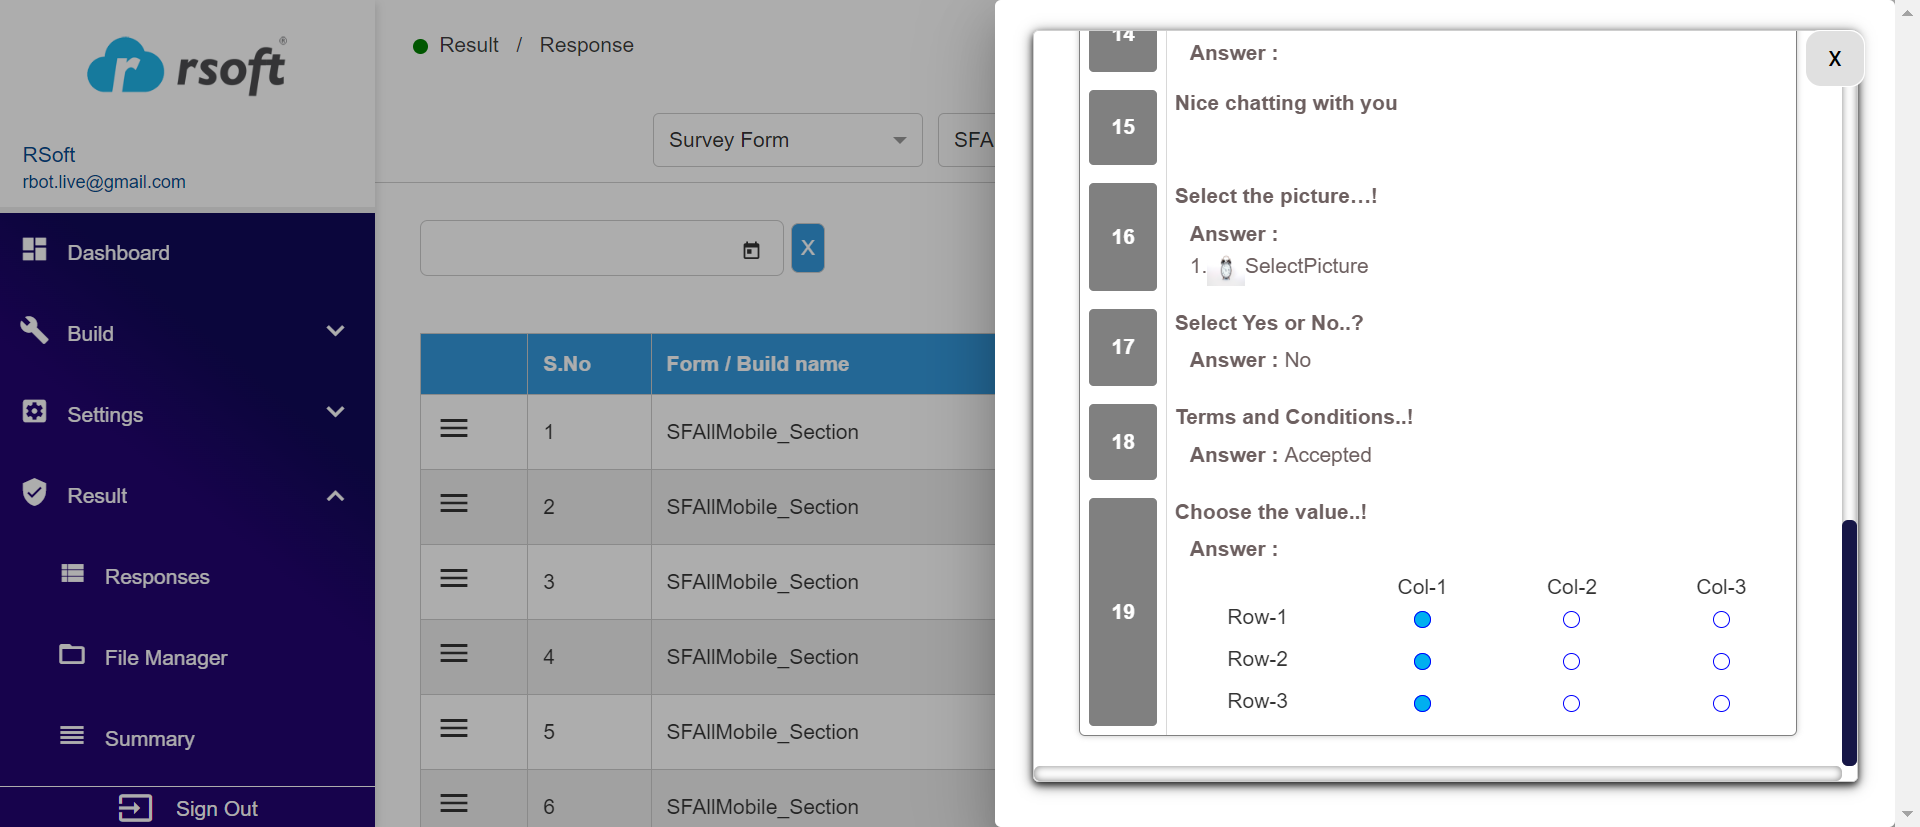 rsoft®
RSoft
rbot.live@gmail.com
Dashboard
Build
Settings
Result
Responses
File Manager
Summary
Sign Out
Result / Response
Survey Form
SFA
X
S.No Form / Build name
1 SFAllMobile_Section
2 SFAllMobile_Section
3 SFAllMobile_Section
4 SFAllMobile_Section
5 SFAllMobile_Section
6 SFAllMobile_Section
X
14
Answer :
15 Nice chatting with you
16 Select the picture...!
Answer :
1. SelectPicture
17 Select Yes or No..?
Answer : No
18 Terms and Conditions..!
Answer : Accepted
19 Choose the value..!
Answer :
Col-1 Col-2 Col-3
Row-1
Row-2
Row-3